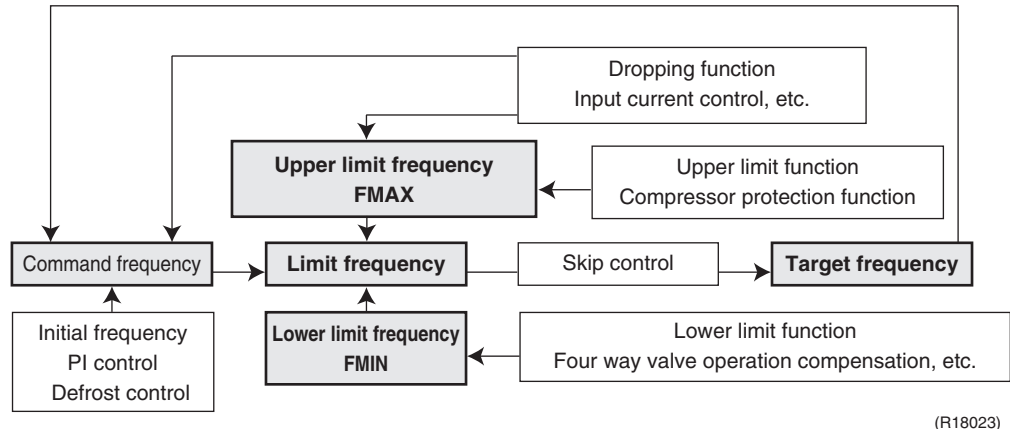 Dropping function
Input current control, etc.
Upper limit frequency
FMAX
Upper limit function
Compressor protection function
Command frequency
Limit frequency
Skip control
Target frequency
Initial frequency
PI control
Defrost control
Lower limit frequency
FMIN
Lower limit function
Four way valve operation compensation, etc.
(R18023)